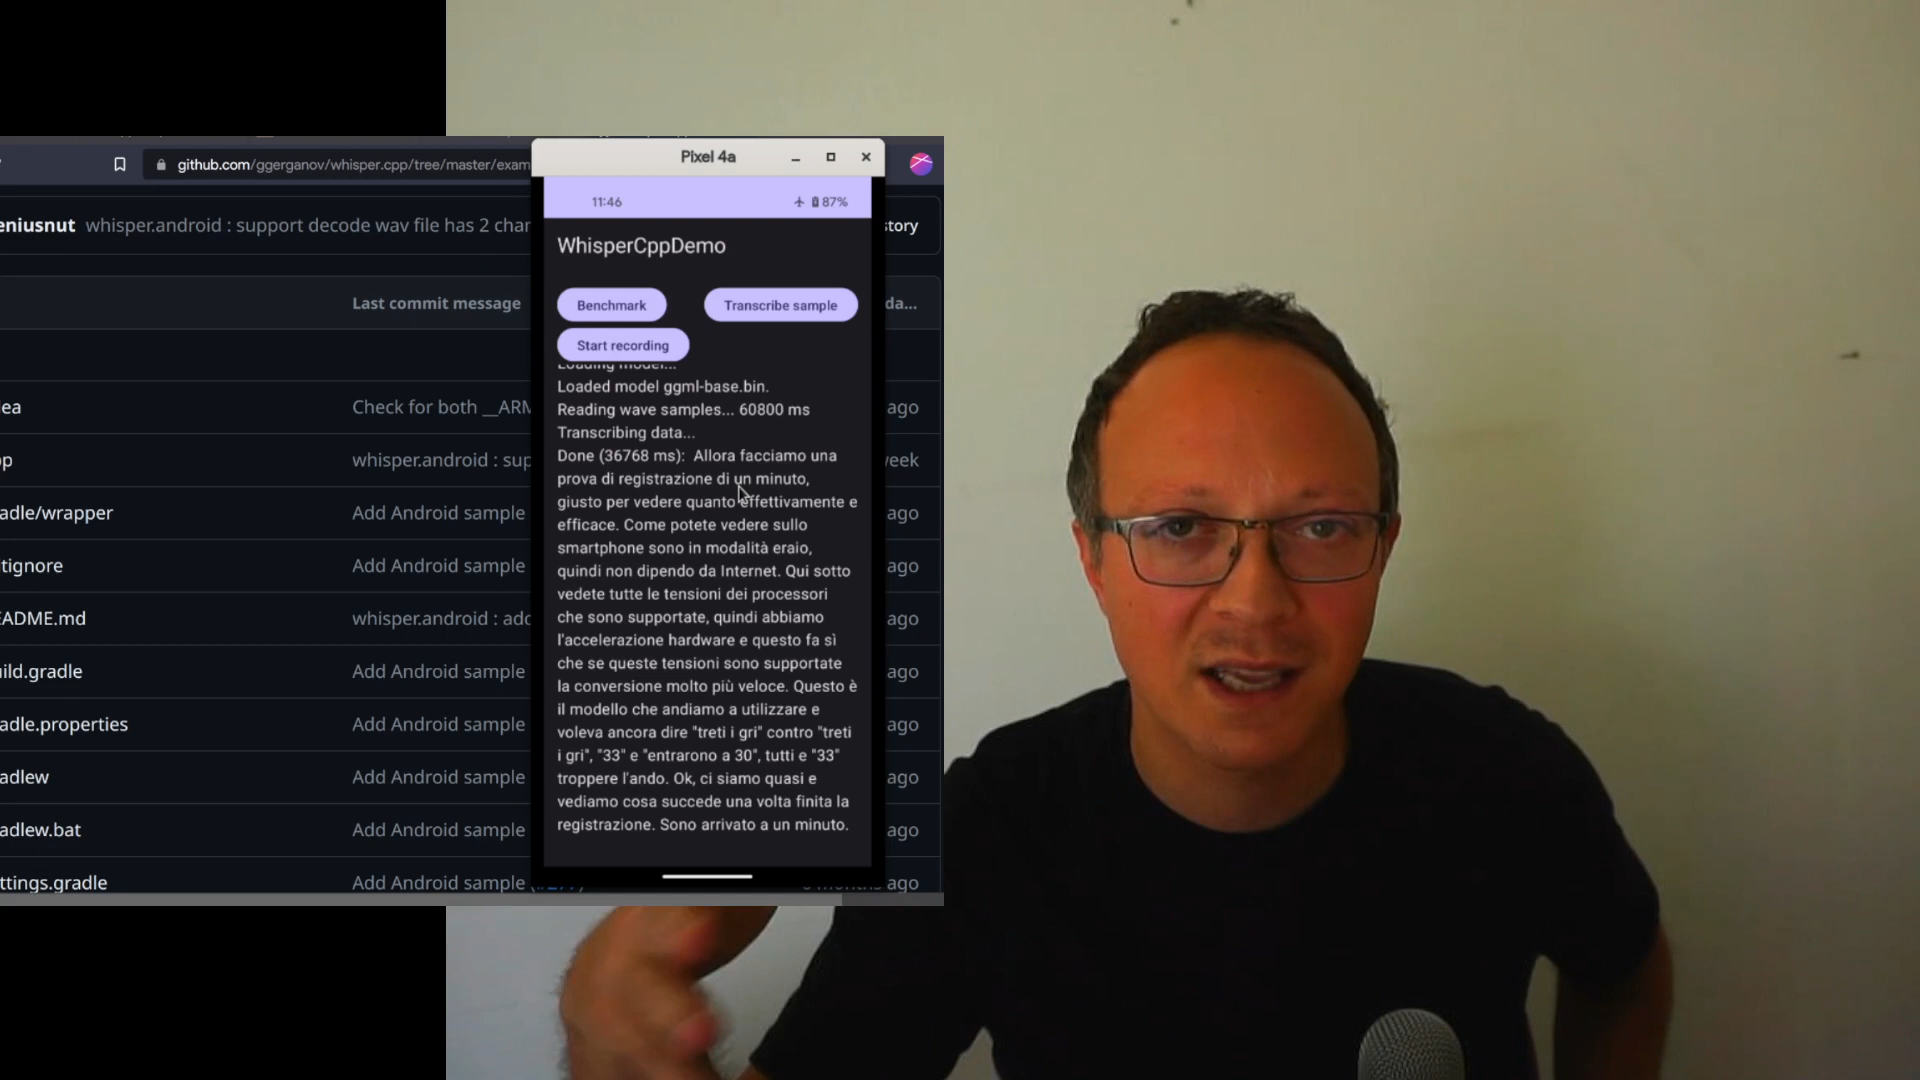 github.com/ggerganov/whisper.cpp/tree/master/exam
Pixel 4a
11:46
87%
eniusnut whisper.android : support decode wav file has 2 char
story
WhisperCppDemo
Benchmark
Transcribe sample
Last commit message
da...
Start recording
Loading model...
Loaded model ggml-base.bin.
Reading wave samples... 60800 ms
Transcribing data...
Done (36768 ms): Allora facciamo una
prova di registrazione di un minuto,
giusto per vedere quanto effettivamente e
efficace. Come potete vedere sullo
smartphone sono in modalità eraio,
quindi non dipendo da Internet. Qui sotto
vedete tutte le tensioni dei processori
che sono supportate, quindi abbiamo
l'accelerazione hardware e questo fa sì
che se queste tensioni sono supportate
la conversione molto più veloce. Questo è
il modello che andiamo a utilizzare e
voleva ancora dire "treti i gri" contro "treti
i gri", "33" e "entrarono a 30", tutti e "33"
troppere l'ando. Ok, ci siamo quasi e
vediamo cosa succede una volta finita la
registrazione. Sono arrivato a un minuto.
ea Check for both __ARM ago
p whisper.android : sup week
adle/wrapper Add Android sample ago
tignore Add Android sample ago
EADME.md whisper.android : add ago
uild.gradle Add Android sample ago
adle.properties Add Android sample ago
adlew Add Android sample ago
adlew.bat Add Android sample ago
ttings.gradle Add Android sample months ago